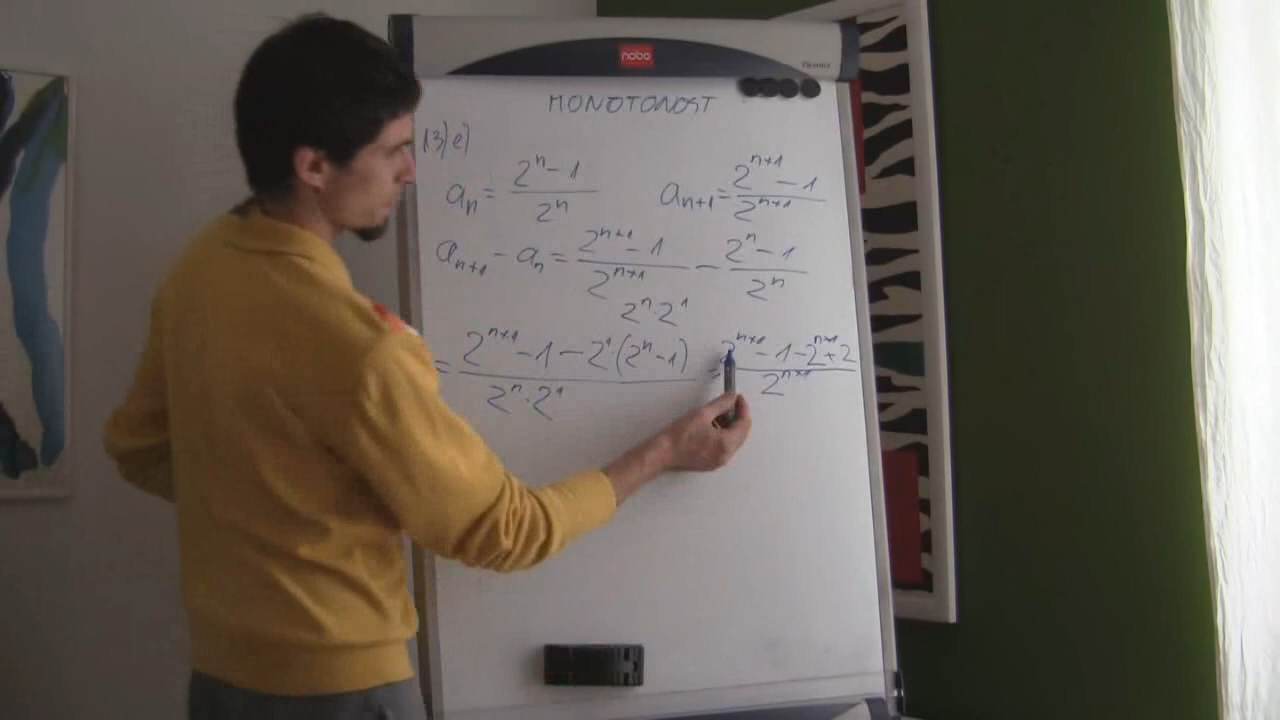 nobo
MONOTONOST
13) e)
aₙ = (2ⁿ - 1) / 2ⁿ    aₙ₊₁ = (2ⁿ⁺¹ - 1) / 2ⁿ⁺¹
aₙ₊₁ - aₙ = (2ⁿ⁺¹ - 1) / 2ⁿ⁺¹ - (2ⁿ - 1) / 2ⁿ
2ⁿ · 2¹
= (2ⁿ⁺¹ - 1 - 2¹ · (2ⁿ - 1)) / (2ⁿ · 2¹) = (2ⁿ⁺¹ - 1 - 2ⁿ⁺¹ + 2) / 2ⁿ⁺¹